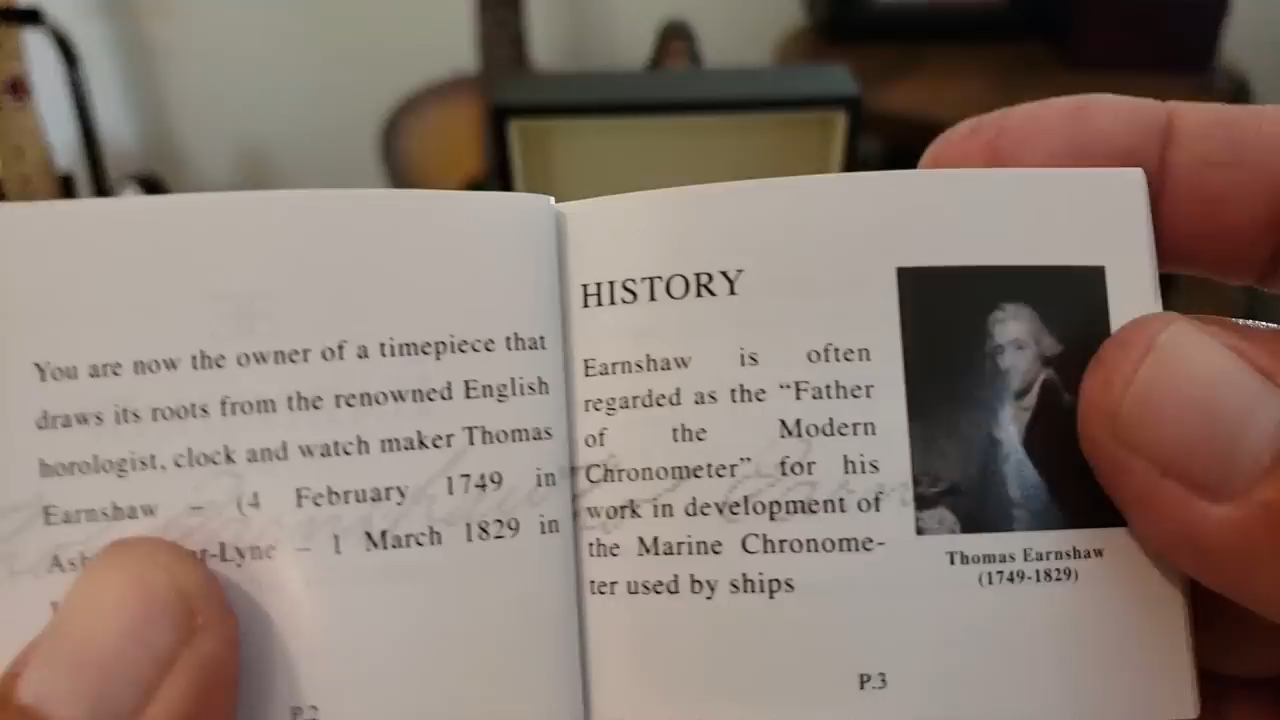 You are now the owner of a timepiece that
draws its roots from the renowned English
horologist, clock and watch maker Thomas
Earnshaw – (4 February 1749 in
– 1 March 1829 in
P.2
HISTORY
Earnshaw is often
regarded as the “Father
of the Modern
Chronometer” for his
work in development of
the Marine Chronome-
ter used by ships
Thomas Earnshaw
(1749-1829)
P.3